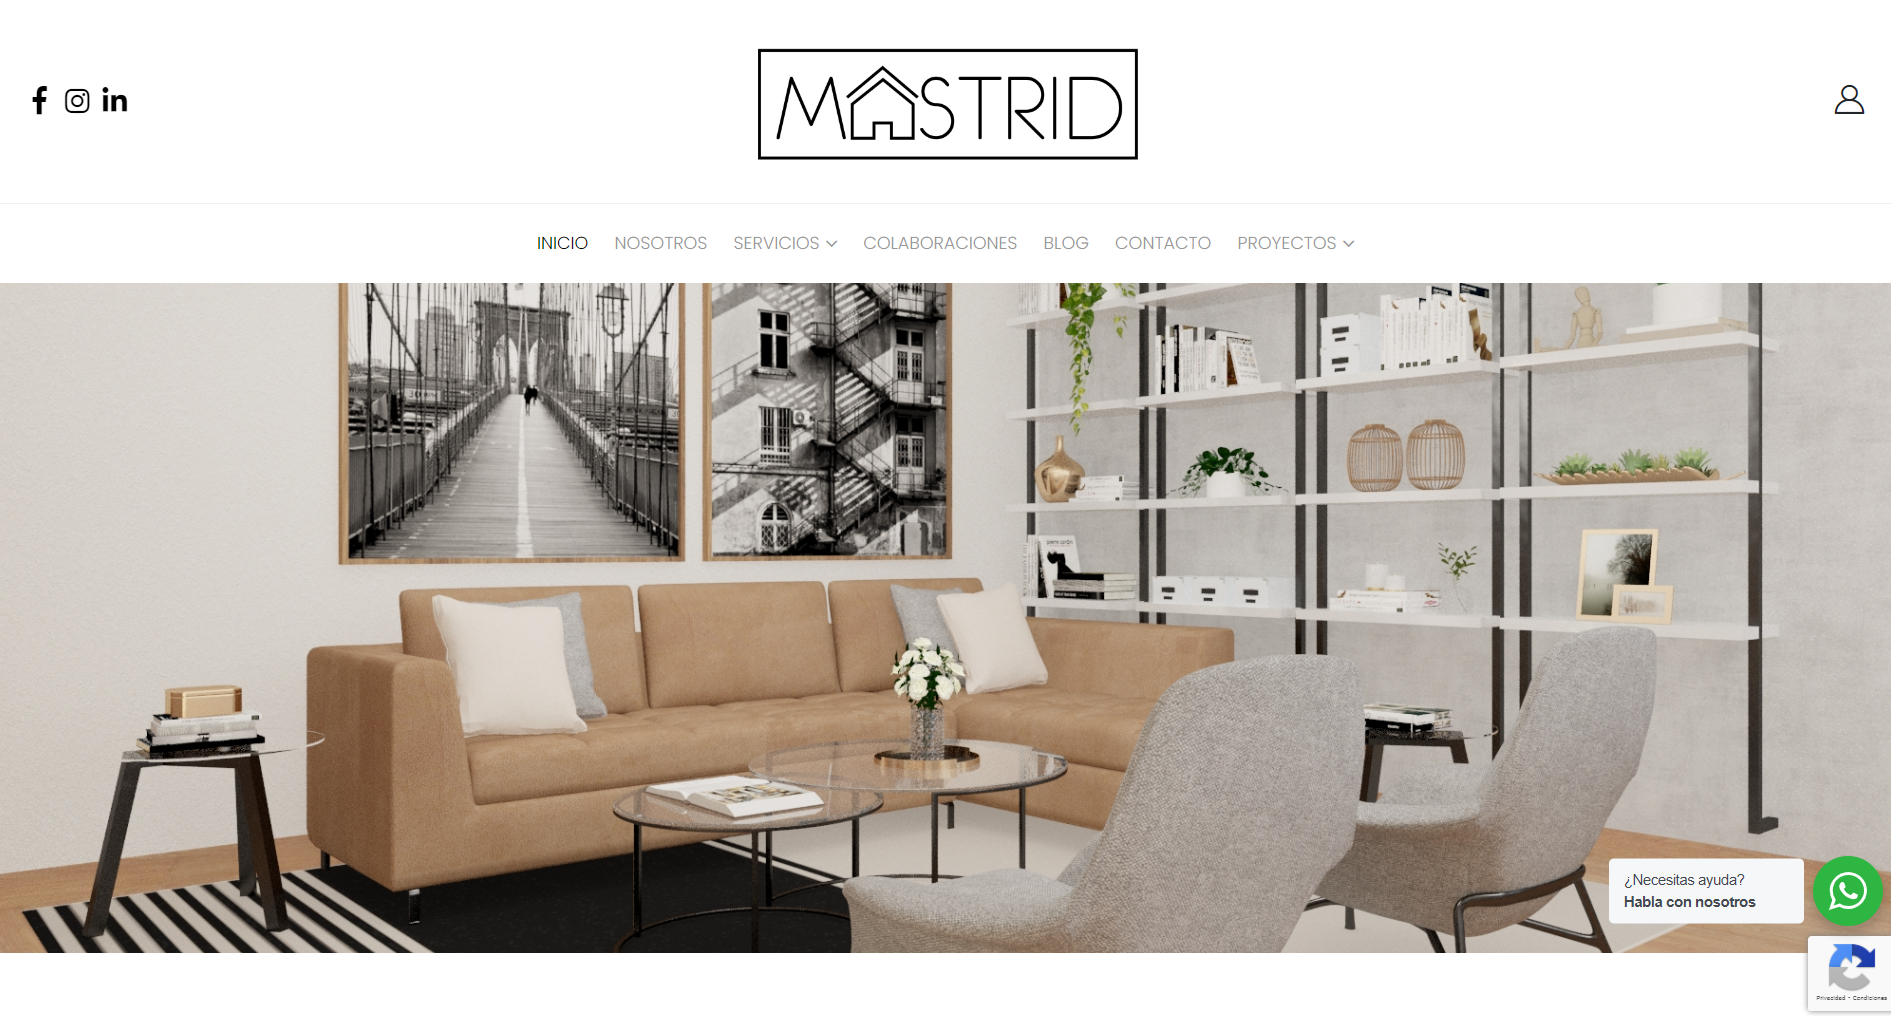 MASTRID
INICIO NOSOTROS SERVICIOS COLABORACIONES BLOG CONTACTO PROYECTOS
¿Necesitas ayuda?
Habla con nosotros
Privacidad - Condiciones